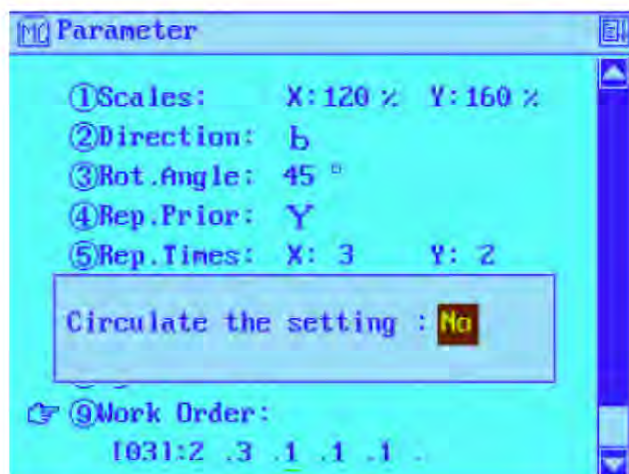 Parameter
①Scales: X:120 % Y:160 %
②Direction: b
③Rot.Angle: 45 °
④Rep.Prior: Y
⑤Rep.Times: X: 3 Y: 2
Circulate the setting : No
⑨Work Order:
[03]:2 .3 .1 .1 .1 .